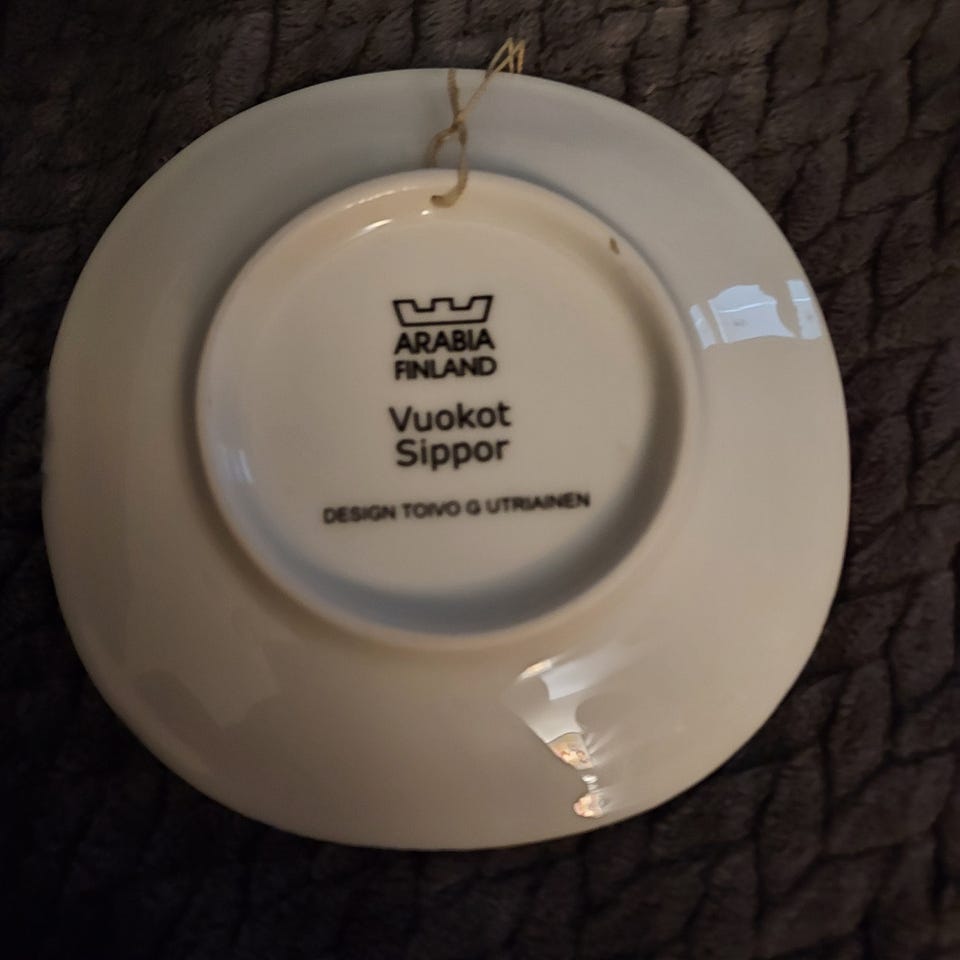 ARABIA
FINLAND
Vuokot
Sippor
DESIGN TOIVO G UTRIAINEN